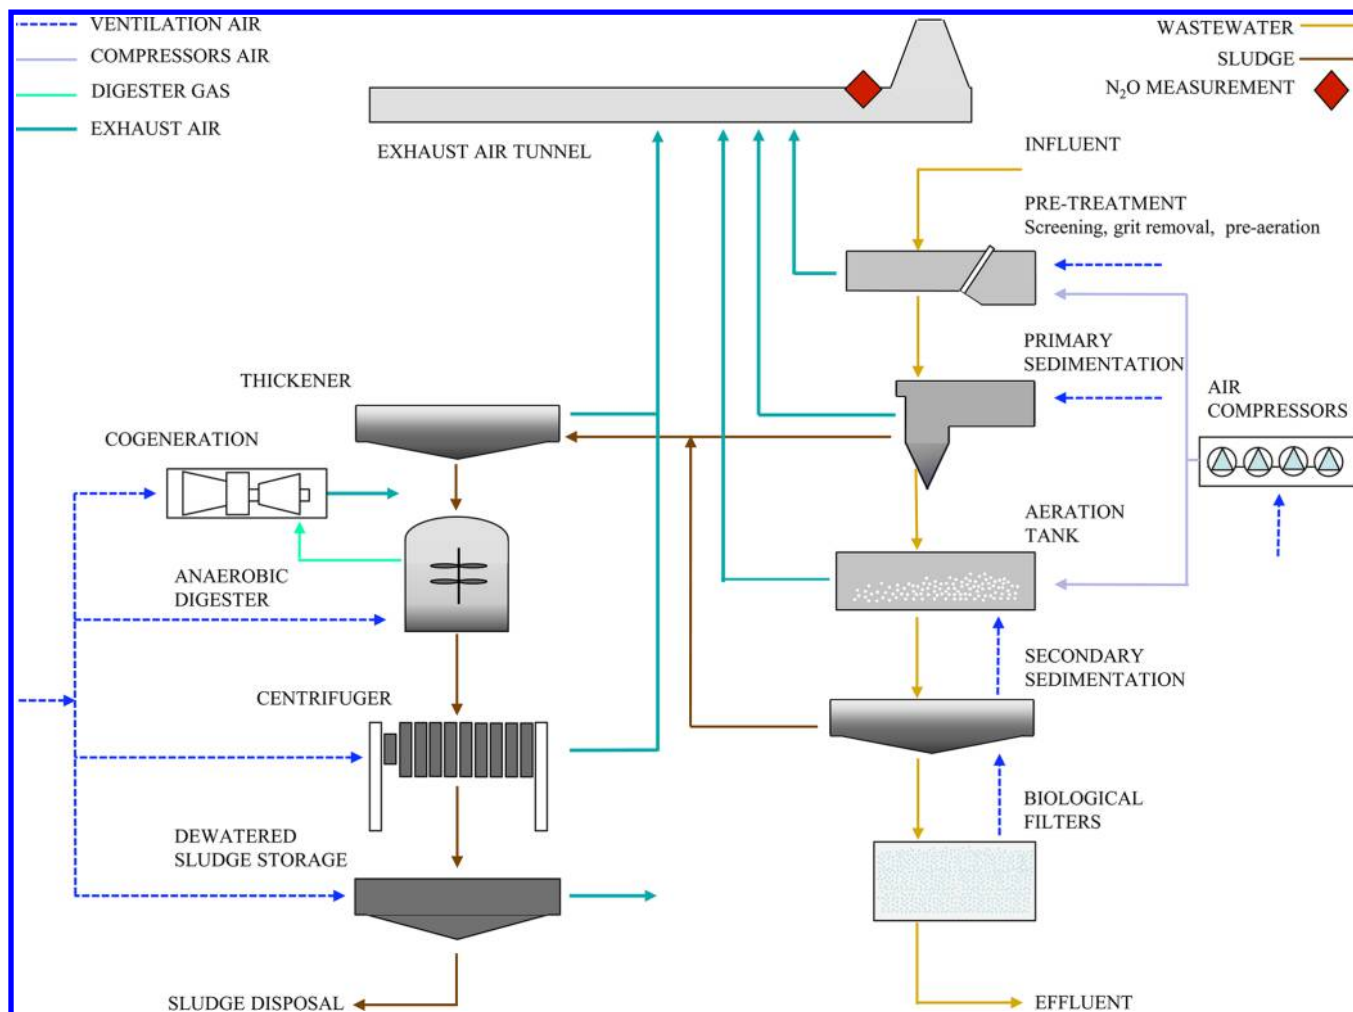 VENTILATION AIR
COMPRESSORS AIR
DIGESTER GAS
EXHAUST AIR
WASTEWATER
SLUDGE
N₂O MEASUREMENT
EXHAUST AIR TUNNEL
INFLUENT
PRE-TREATMENT
Screening, grit removal, pre-aeration
PRIMARY
SEDIMENTATION
THICKENER
AIR
COMPRESSORS
COGENERATION
AERATION
TANK
ANAEROBIC
DIGESTER
SECONDARY
SEDIMENTATION
CENTRIFUGER
BIOLOGICAL
FILTERS
DEWATERED
SLUDGE STORAGE
SLUDGE DISPOSAL
EFFLUENT